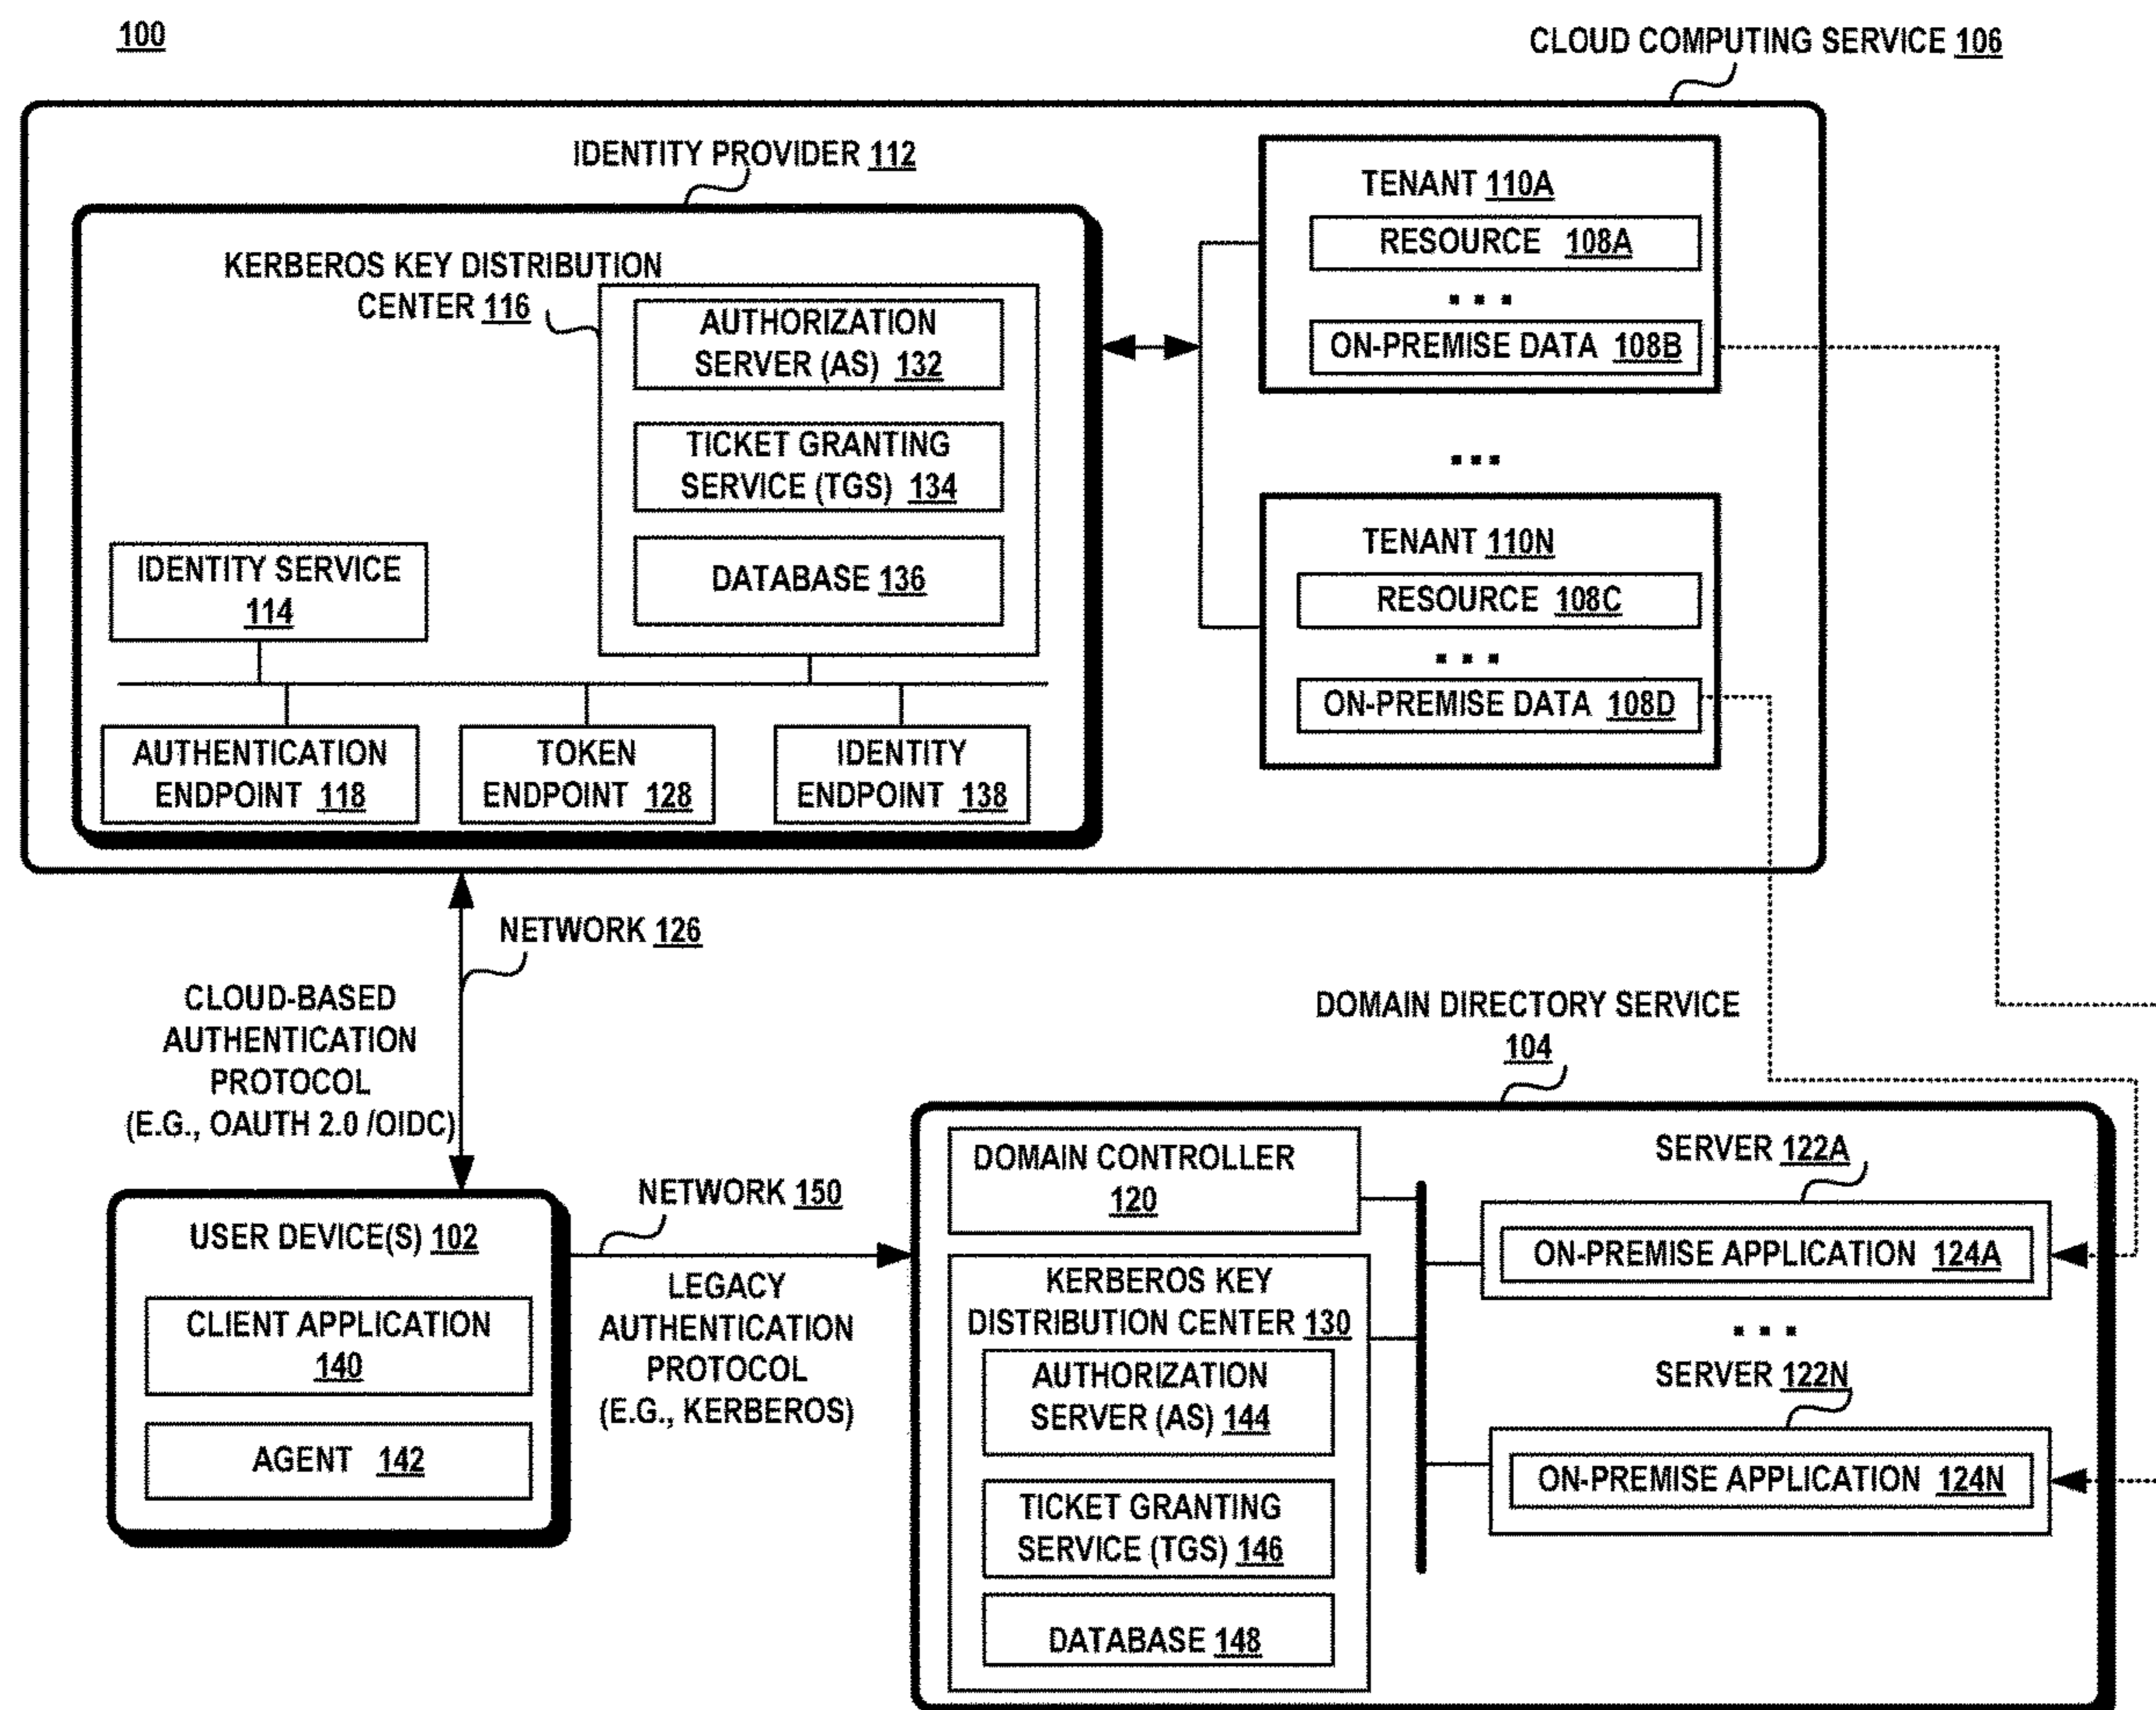 100
CLOUD COMPUTING SERVICE 106
IDENTITY PROVIDER 112
KERBEROS KEY DISTRIBUTION
CENTER 116
AUTHORIZATION
SERVER (AS) 132
TICKET GRANTING
SERVICE (TGS) 134
DATABASE 136
IDENTITY SERVICE
114
AUTHENTICATION
ENDPOINT 118
TOKEN
ENDPOINT 128
IDENTITY
ENDPOINT 138
TENANT 110A
RESOURCE 108A
. . .
ON-PREMISE DATA 108B
...
TENANT 110N
RESOURCE 108C
. . .
ON-PREMISE DATA 108D
NETWORK 126
CLOUD-BASED
AUTHENTICATION
PROTOCOL
(E.G., OAUTH 2.0 /OIDC)
USER DEVICE(S) 102
CLIENT APPLICATION
140
AGENT 142
NETWORK 150
LEGACY
AUTHENTICATION
PROTOCOL
(E.G., KERBEROS)
DOMAIN DIRECTORY SERVICE
104
DOMAIN CONTROLLER
120
KERBEROS KEY
DISTRIBUTION CENTER 130
AUTHORIZATION
SERVER (AS) 144
TICKET GRANTING
SERVICE (TGS) 146
DATABASE 148
SERVER 122A
ON-PREMISE APPLICATION 124A
. . .
SERVER 122N
ON-PREMISE APPLICATION 124N